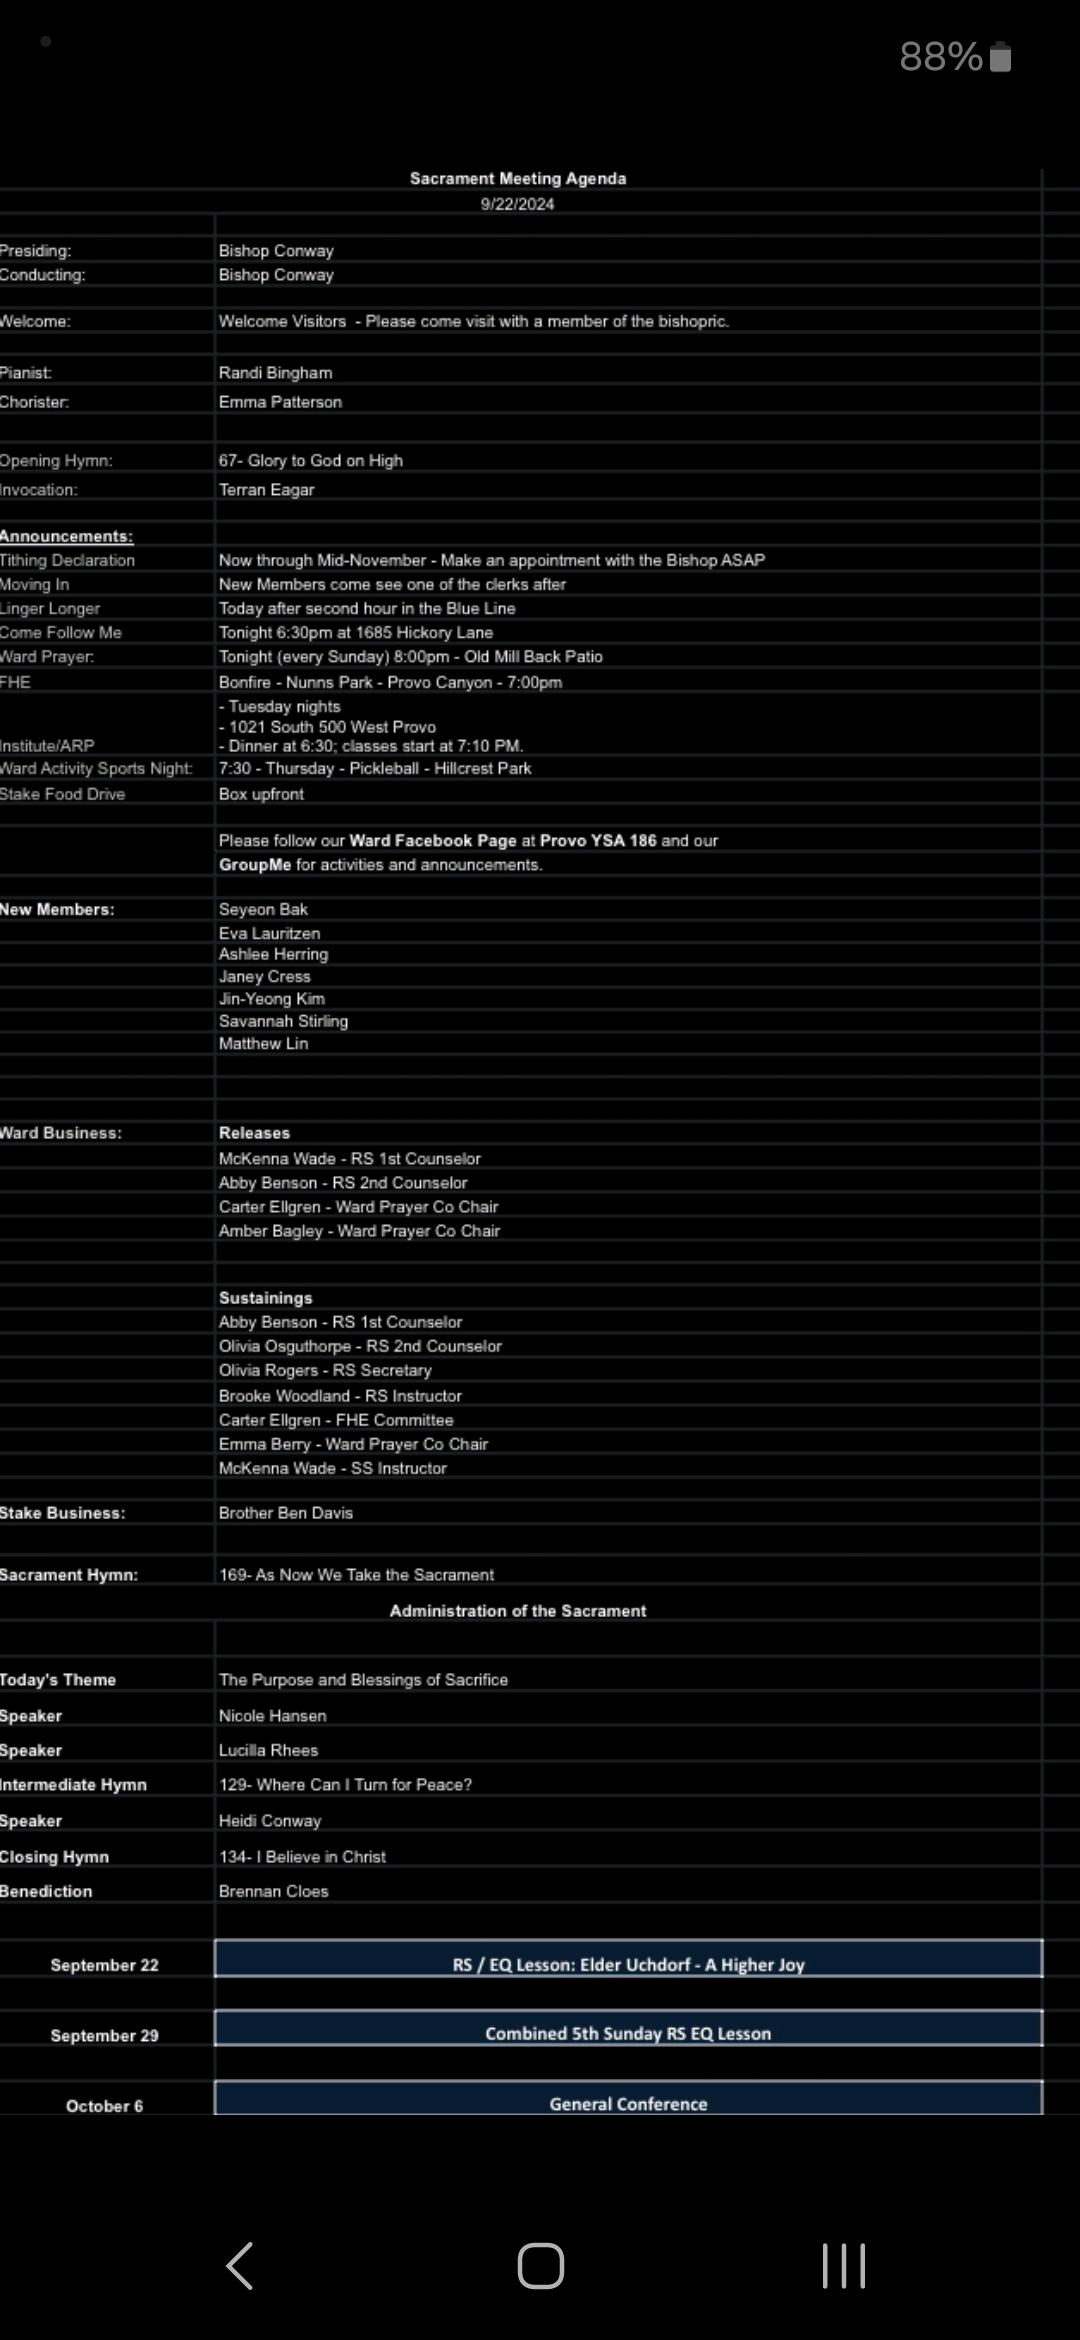 88%
Sacrament Meeting Agenda
9/22/2024
Presiding: Bishop Conway
Conducting: Bishop Conway
Welcome: Welcome Visitors - Please come visit with a member of the bishopric.
Pianist: Randi Bingham
Chorister: Emma Patterson
Opening Hymn: 67- Glory to God on High
Invocation: Terran Eagar
Announcements:
Tithing Declaration Now through Mid-November - Make an appointment with the Bishop ASAP
Moving In New Members come see one of the clerks after
Linger Longer Today after second hour in the Blue Line
Come Follow Me Tonight 6:30pm at 1685 Hickory Lane
Ward Prayer: Tonight (every Sunday) 8:00pm - Old Mill Back Patio
FHE Bonfire - Nunns Park - Provo Canyon - 7:00pm
- Tuesday nights
- 1021 South 500 West Provo
Institute/ARP - Dinner at 6:30; classes start at 7:10 PM.
Ward Activity Sports Night: 7:30 - Thursday - Pickleball - Hillcrest Park
Stake Food Drive Box upfront
Please follow our Ward Facebook Page at Provo YSA 186 and our
GroupMe for activities and announcements.
New Members: Seyeon Bak
Eva Lauritzen
Ashlee Herring
Janey Cress
Jin-Yeong Kim
Savannah Stirling
Matthew Lin
Ward Business: Releases
McKenna Wade - RS 1st Counselor
Abby Benson - RS 2nd Counselor
Carter Ellgren - Ward Prayer Co Chair
Amber Bagley - Ward Prayer Co Chair
Sustainings
Abby Benson - RS 1st Counselor
Olivia Osguthorpe - RS 2nd Counselor
Olivia Rogers - RS Secretary
Brooke Woodland - RS Instructor
Carter Ellgren - FHE Committee
Emma Berry - Ward Prayer Co Chair
McKenna Wade - SS Instructor
Stake Business: Brother Ben Davis
Sacrament Hymn: 169- As Now We Take the Sacrament
Administration of the Sacrament
Today's Theme The Purpose and Blessings of Sacrifice
Speaker Nicole Hansen
Speaker Lucilla Rhees
Intermediate Hymn 129- Where Can I Turn for Peace?
Speaker Heidi Conway
Closing Hymn 134- I Believe in Christ
Benediction Brennan Cloes
September 22 RS / EQ Lesson: Elder Uchdorf - A Higher Joy
September 29 Combined 5th Sunday RS EQ Lesson
October 6 General Conference